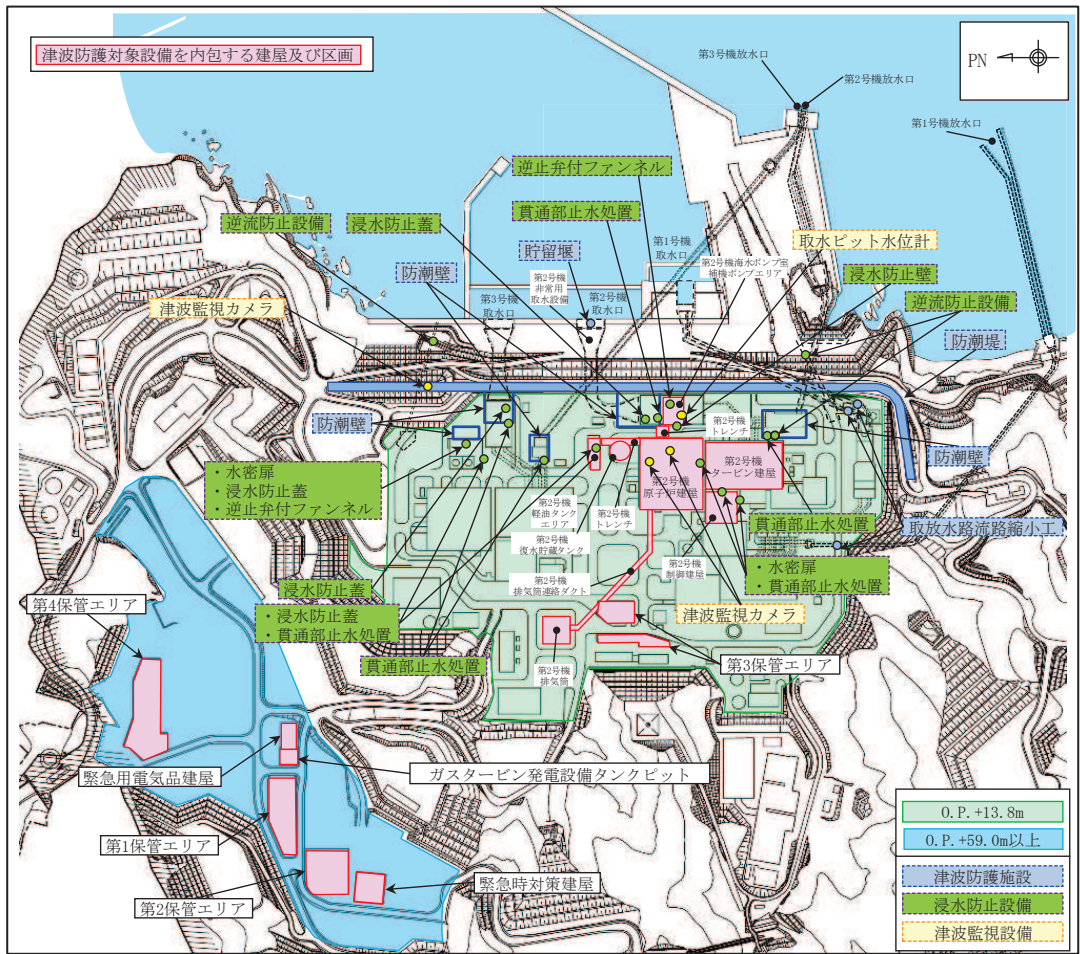 津波防護対象設備を内包する建屋及び区画
PN
第3号機放水口
第2号機放水口
第1号機放水口
逆止弁付ファンネル
貫通部止水処置
逆流防止設備
浸水防止蓋
貯留堰
第1号機
取水口
第2号機海水ポンプ室
補機ポンプエリア
取水ピット水位計
浸水防止壁
防潮壁
第2号機
非常用
取水設備
逆流防止設備
津波監視カメラ
第3号機
取水口
第2号機
取水口
防潮堤
防潮壁
第2号機
トレンチ
防潮壁
・水密扉
・浸水防止蓋
・逆止弁付ファンネル
第2号機
原子炉建屋
第2号機
タービン建屋
第2号機
軽油タンク
エリア
第2号機
トレンチ
貫通部止水処置
取放水路流路縮小工
第2号機
復水貯蔵タンク
第2号機
制御建屋
・水密扉
・貫通部止水処置
浸水防止蓋
第2号機
排気筒連絡ダクト
第4保管エリア
・浸水防止蓋
・貫通部止水処置
津波監視カメラ
貫通部止水処置
第2号機
排気筒
第3保管エリア
緊急用電気品建屋
ガスタービン発電設備タンクピット
第1保管エリア
緊急時対策建屋
第2保管エリア
O.P.+13.8m
O.P.+59.0m以上
津波防護施設
浸水防止設備
津波監視設備